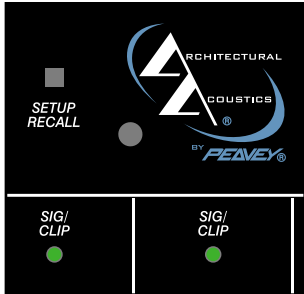 ARCHITECTURAL
ACOUSTICS®
BY PEAVEY®
SETUP
RECALL
SIG/
CLIP
SIG/
CLIP